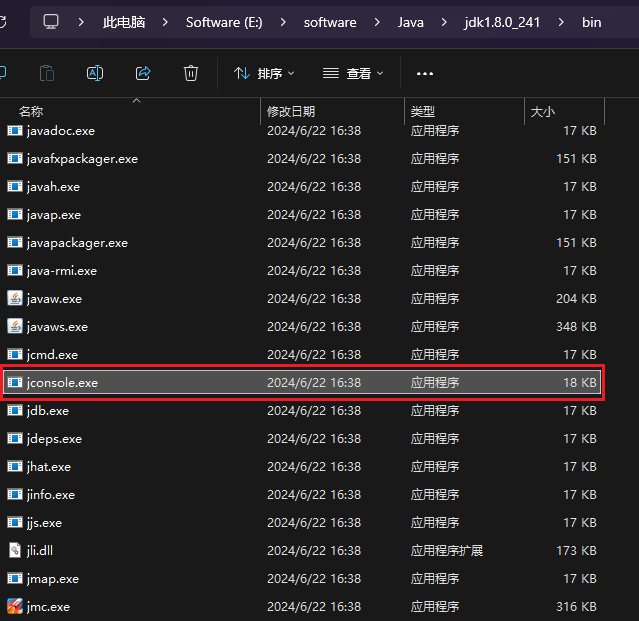 此电脑 > Software (E:) > software > Java > jdk1.8.0_241 > bin
排序 查看
名称 修改日期 类型 大小
javadoc.exe 2024/6/22 16:38 应用程序 17 KB
javafxpackager.exe 2024/6/22 16:38 应用程序 151 KB
javah.exe 2024/6/22 16:38 应用程序 17 KB
javap.exe 2024/6/22 16:38 应用程序 17 KB
javapackager.exe 2024/6/22 16:38 应用程序 151 KB
java-rmi.exe 2024/6/22 16:38 应用程序 17 KB
javaw.exe 2024/6/22 16:38 应用程序 204 KB
javaws.exe 2024/6/22 16:38 应用程序 348 KB
jcmd.exe 2024/6/22 16:38 应用程序 17 KB
jconsole.exe 2024/6/22 16:38 应用程序 18 KB
jdb.exe 2024/6/22 16:38 应用程序 17 KB
jdeps.exe 2024/6/22 16:38 应用程序 17 KB
jhat.exe 2024/6/22 16:38 应用程序 17 KB
jinfo.exe 2024/6/22 16:38 应用程序 17 KB
jjs.exe 2024/6/22 16:38 应用程序 17 KB
jli.dll 2024/6/22 16:38 应用程序扩展 173 KB
jmap.exe 2024/6/22 16:38 应用程序 17 KB
jmc.exe 2024/6/22 16:38 应用程序 316 KB